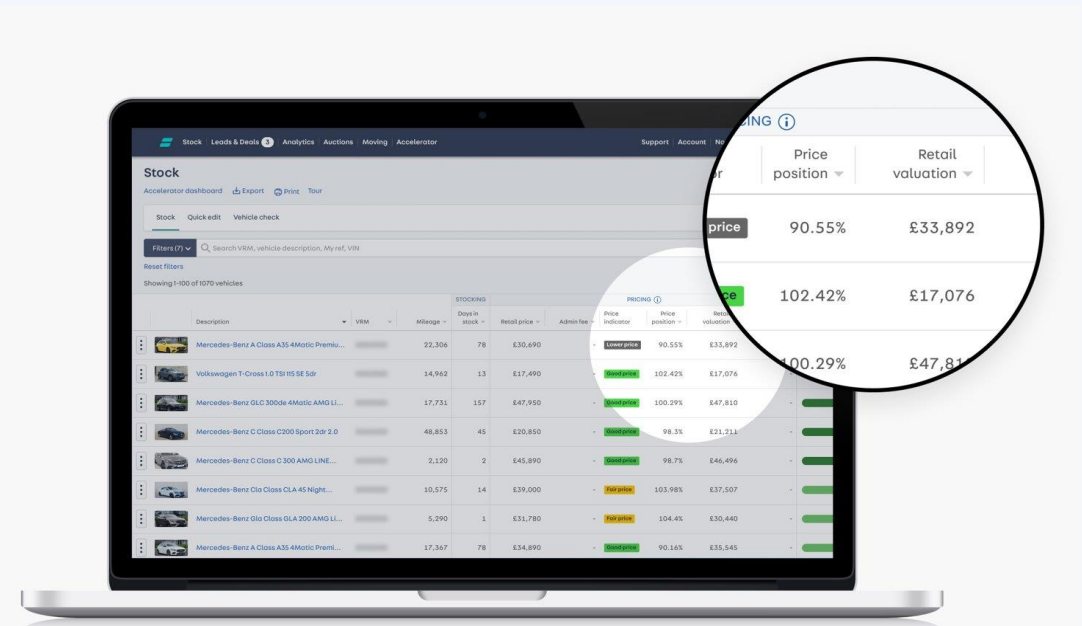 Stock Leads & Deals 3 Analytics Auctions Moving Accelerator Support Account
Stock
Accelerator dashboard Export Print Tour
Stock Quick edit Vehicle check
Filters (7) Search VRM, vehicle description, My ref, VIN
Reset filters
Showing 1-100 of 1070 vehicles
STOCKING PRICING
Description VRM Mileage Days in stock Retail price Admin fee Price indicator Price position Retail valuation
Mercedes-Benz A Class A35 4Matic Premiu... 22,306 78 £30,690 - Lower price 90.55% £33,892
Volkswagen T-Cross 1.0 TSI 115 SE 5dr 14,962 13 £17,490 - Good price 102.42% £17,076
Mercedes-Benz GLC 300de 4Matic AMG Li... 17,731 157 £47,950 - Good price 100.29% £47,810 -
Mercedes-Benz C Class C200 Sport 2dr 2.0 48,853 45 £20,850 - Good price 98.3% £21,211 -
Mercedes-Benz C Class C 300 AMG LINE... 2,120 2 £45,890 - Good price 98.7% £46,496 -
Mercedes-Benz Cla Class CLA 45 Night... 10,575 14 £39,000 - Fair price 103.98% £37,507 -
Mercedes-Benz Gla Class GLA 200 AMG Li... 5,290 1 £31,780 - Fair price 104.4% £30,440 -
Mercedes-Benz A Class A35 4Matic Premi... 17,367 78 £34,890 - Good price 90.16% £35,545 -
ING
Price position Retail valuation
price 90.55% £33,892
ce 102.42% £17,076
00.29% £47,81